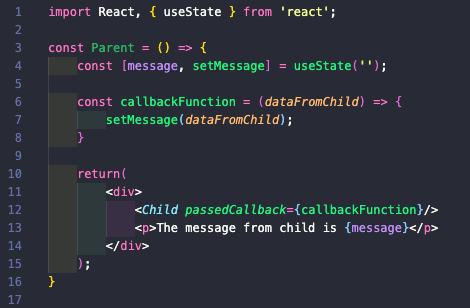 1 import React, { useState } from 'react';
2
3 const Parent = () => {
4     const [message, setMessage] = useState('');
5
6     const callbackFunction = (dataFromChild) => {
7         setMessage(dataFromChild);
8     }
9
10     return(
11         <div>
12             <Child passedCallback={callbackFunction}/>
13             <p>The message from child is {message}</p>
14         </div>
15     );
16 }
17